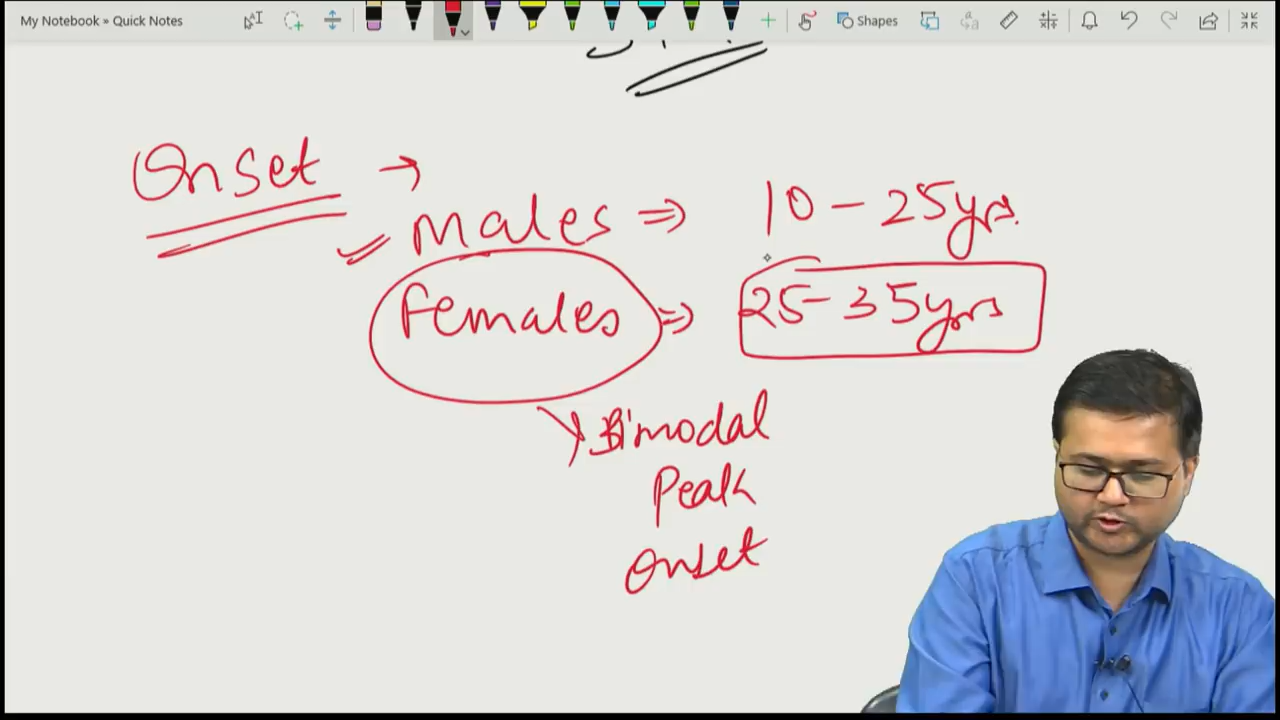 My Notebook » Quick Notes
Shapes
Onset →
Males ⇒ 10 - 25 yrs.
Females ⇒ 25 - 35 yrs
Bimodal
Peak
Onset